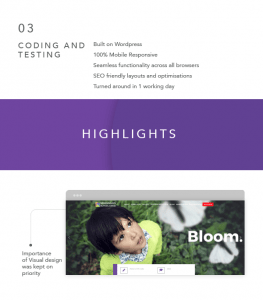 03
CODING AND
TESTING
Built on Wordpress
100% Mobile Responsive
Seamless functionality across all browsers
SEO friendly layouts and optimisations
Turned around in 1 working day
HIGHLIGHTS
Bloom.
Importance
of Visual design
was kept on
priority